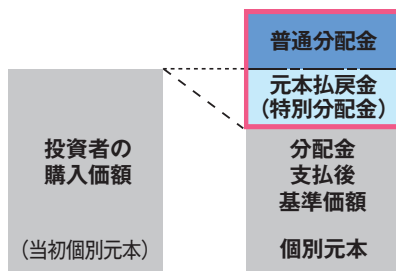 普通分配金
元本払戻金
（特別分配金）
投資者の
購入価額
（当初個別元本）
分配金
支払後
基準価額
個別元本